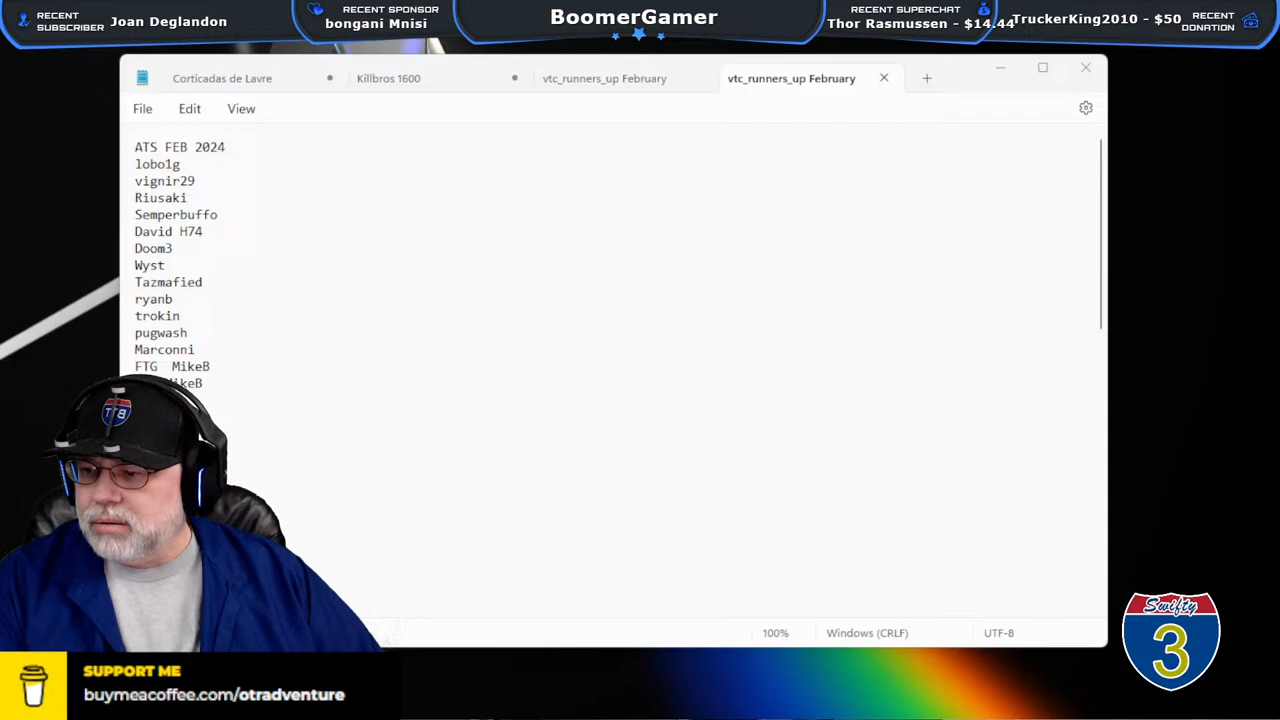 RECENT
SUBSCRIBER
Joan Deglandon
RECENT SPONSOR
bongani Mnisi
BoomerGamer
RECENT SUPERCHAT
Thor Rasmussen - $14.44
TruckerKing2010 - $50
RECENT
DONATION
Corticadas de Lavre
Killbros 1600
vtc_runners_up February
vtc_runners_up February
File
Edit
View
ATS FEB 2024
lobo1g
vignir29
Riusaki
Semperbuffo
David H74
Doom3
Wyst
Tazmafied
ryanb
trokin
pugwash
Marconni
FTG  MikeB
100%
Windows (CRLF)
UTF-8
Swifty
3
SUPPORT ME
buymeacoffee.com/otradventure